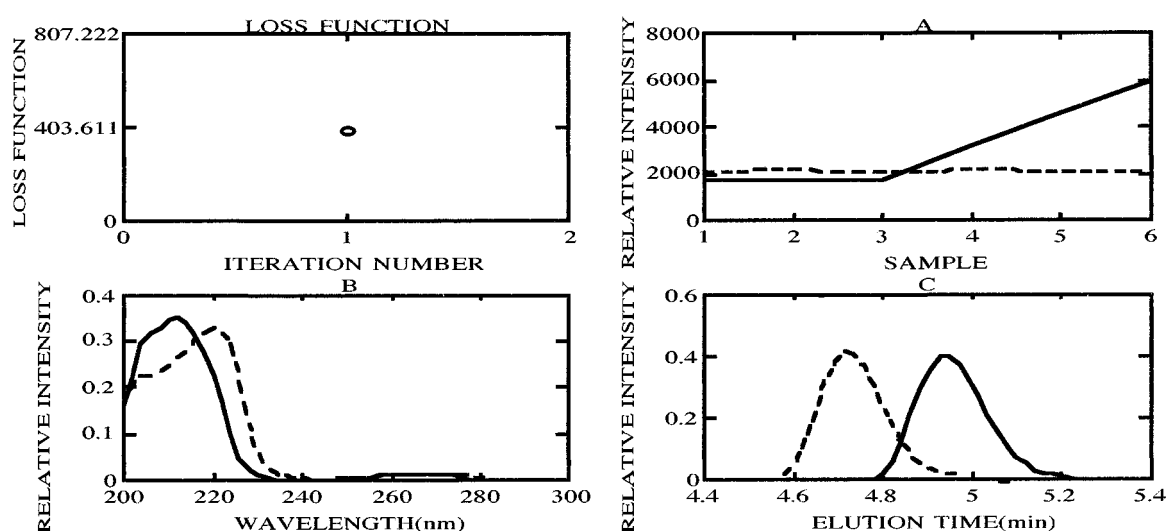 LOSS FUNCTION
LOSS FUNCTION
807.222
403.611
0
0 1 2
ITERATION NUMBER
A
RELATIVE INTENSITY
8000
6000
4000
2000
0
1 2 3 4 5 6
SAMPLE
B
RELATIVE INTENSITY
0.4
0.3
0.2
0.1
0
200 220 240 260 280 300
WAVELENGTH(nm)
C
RELATIVE INTENSITY
0.6
0.4
0.2
0
4.4 4.6 4.8 5 5.2 5.4
ELUTION TIME(min)